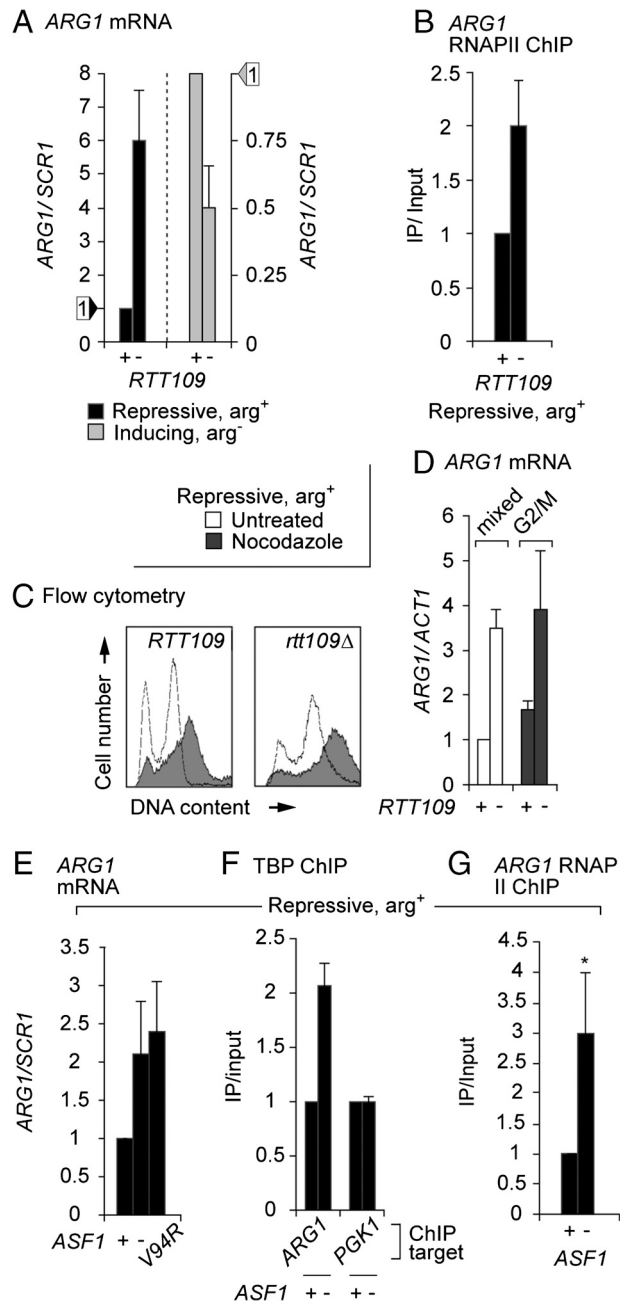 A ARG1 mRNA
8
7
6
5
4
3
2
1
0
ARG1/ SCR1
1
1
0.75
0.5
0.25
0
ARG1/ SCR1
+ - + -
RTT109
Repressive, arg+
Inducing, arg-
B ARG1
RNAPII ChIP
2.5
2
1.5
1
0.5
0
IP/ Input
+ -
RTT109
Repressive, arg+
Repressive, arg+
Untreated
Nocodazole
C Flow cytometry
RTT109
rtt109Δ
Cell number
DNA content
D ARG1 mRNA
mixed
G2/M
6
5
4
3
2
1
0
ARG1/ ACT1
RTT109 + - + -
E ARG1
mRNA
F TBP ChIP
G ARG1 RNAP
II ChIP
Repressive, arg+
3.5
3
2.5
2
1.5
1
0.5
0
ARG1/SCR1
ASF1 + - V94R
2.5
2
1.5
1
0.5
0
IP/input
ARG1 PGK1
ChIP
target
ASF1 + - + -
4.5
4
3.5
3
2.5
2
1.5
1
0.5
0
IP/Input
*
+ -
ASF1